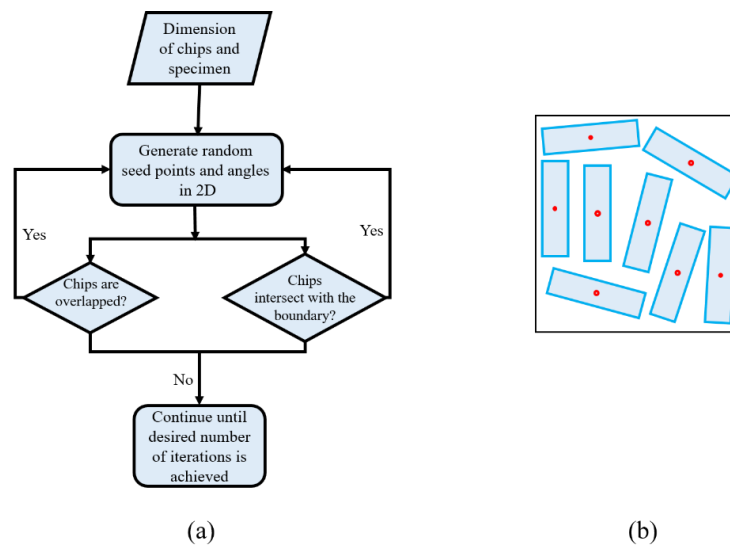 Dimension
of chips and
specimen
Generate random
seed points and angles
in 2D
Yes
Yes
Chips are
overlapped?
Chips
intersect with the
boundary?
No
Continue until
desired number
of iterations is
achieved
(a)
(b)